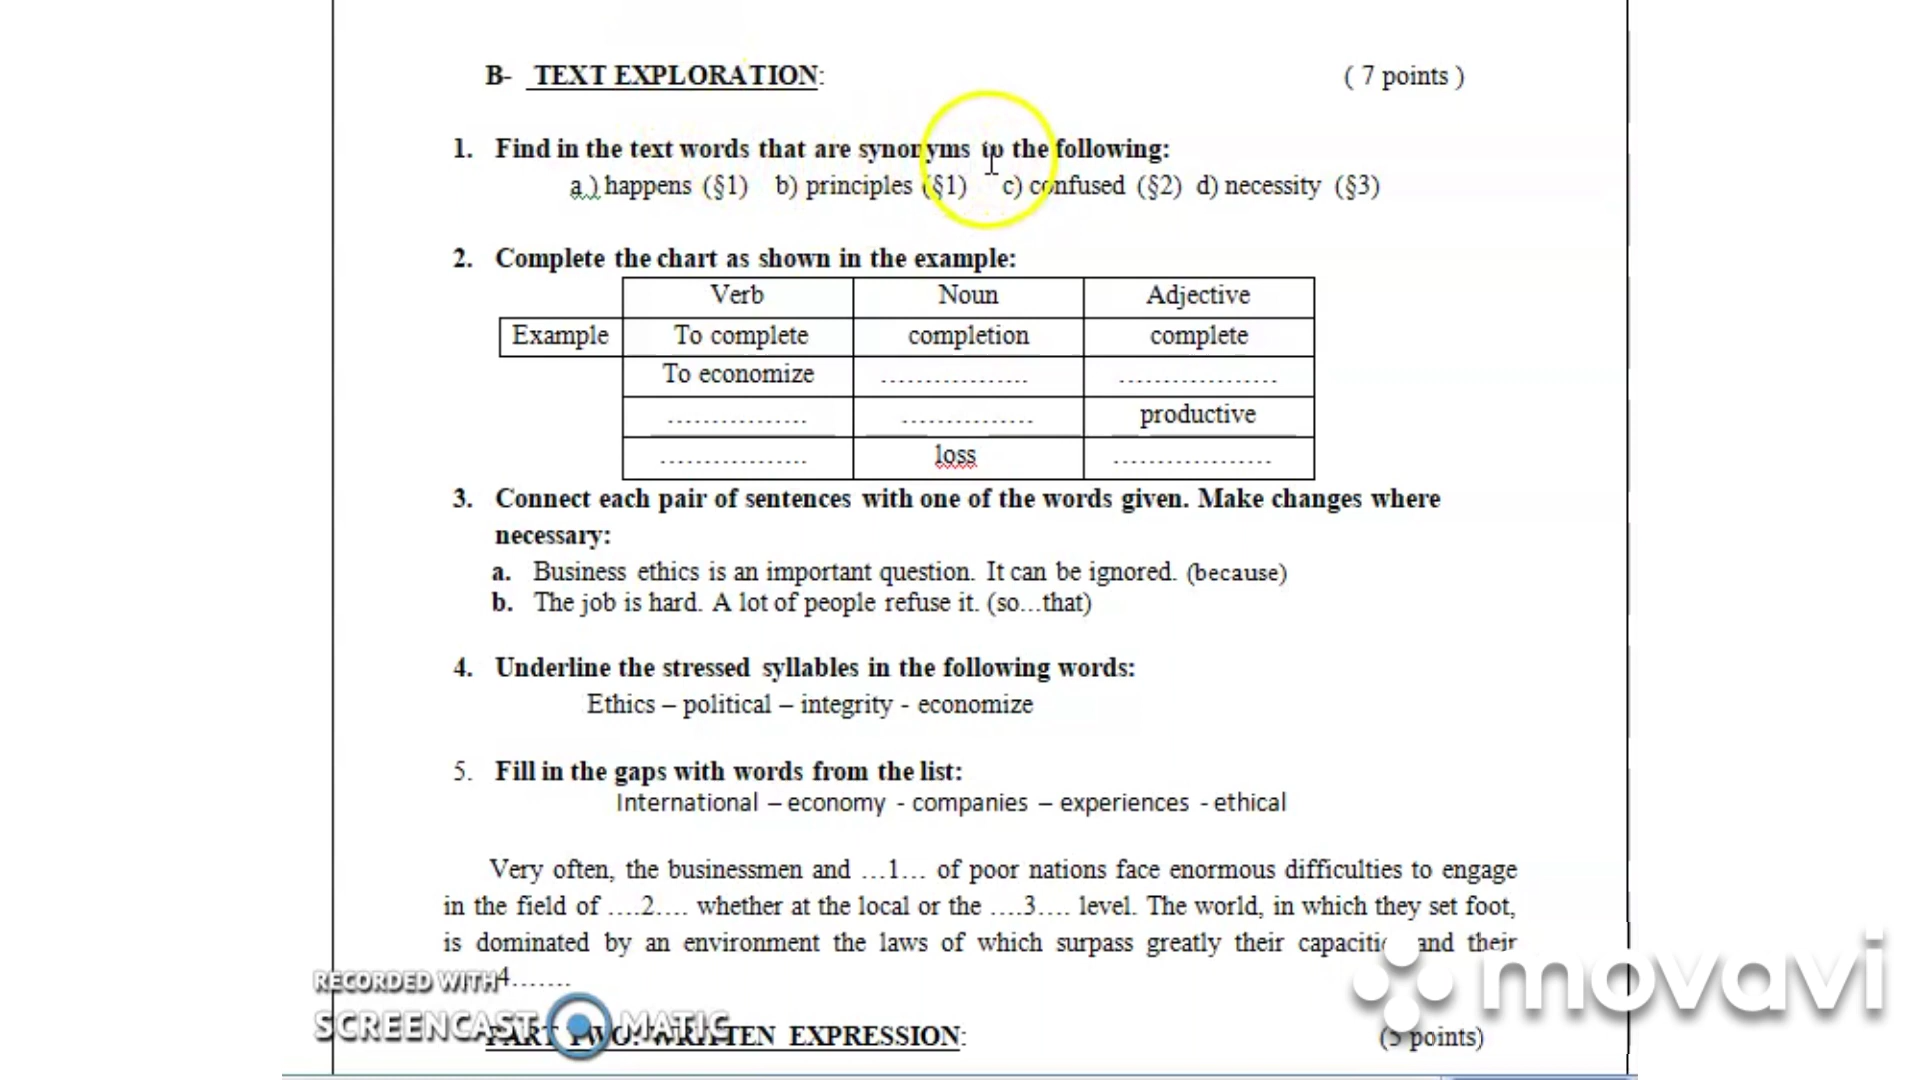 B- TEXT EXPLORATION: ( 7 points )
1. Find in the text words that are synonyms to the following:
a.) happens (§1) b) principles (§1) c) confused (§2) d) necessity (§3)
2. Complete the chart as shown in the example:
Verb Noun Adjective
Example To complete completion complete
To economize ................. ..................
................ ............... productive
................. loss ..................
3. Connect each pair of sentences with one of the words given. Make changes where
necessary:
a. Business ethics is an important question. It can be ignored. (because)
b. The job is hard. A lot of people refuse it. (so...that)
4. Underline the stressed syllables in the following words:
Ethics – political – integrity - economize
5. Fill in the gaps with words from the list:
International – economy - companies – experiences - ethical
Very often, the businessmen and ...1... of poor nations face enormous difficulties to engage
in the field of ....2.... whether at the local or the ....3.... level. The world, in which they set foot,
is dominated by an environment the laws of which surpass greatly their and their
4.......
RECORDED WITH
SCREENCAST MATIC
movavi
PART TWO: WRITTEN EXPRESSION: (5 points)